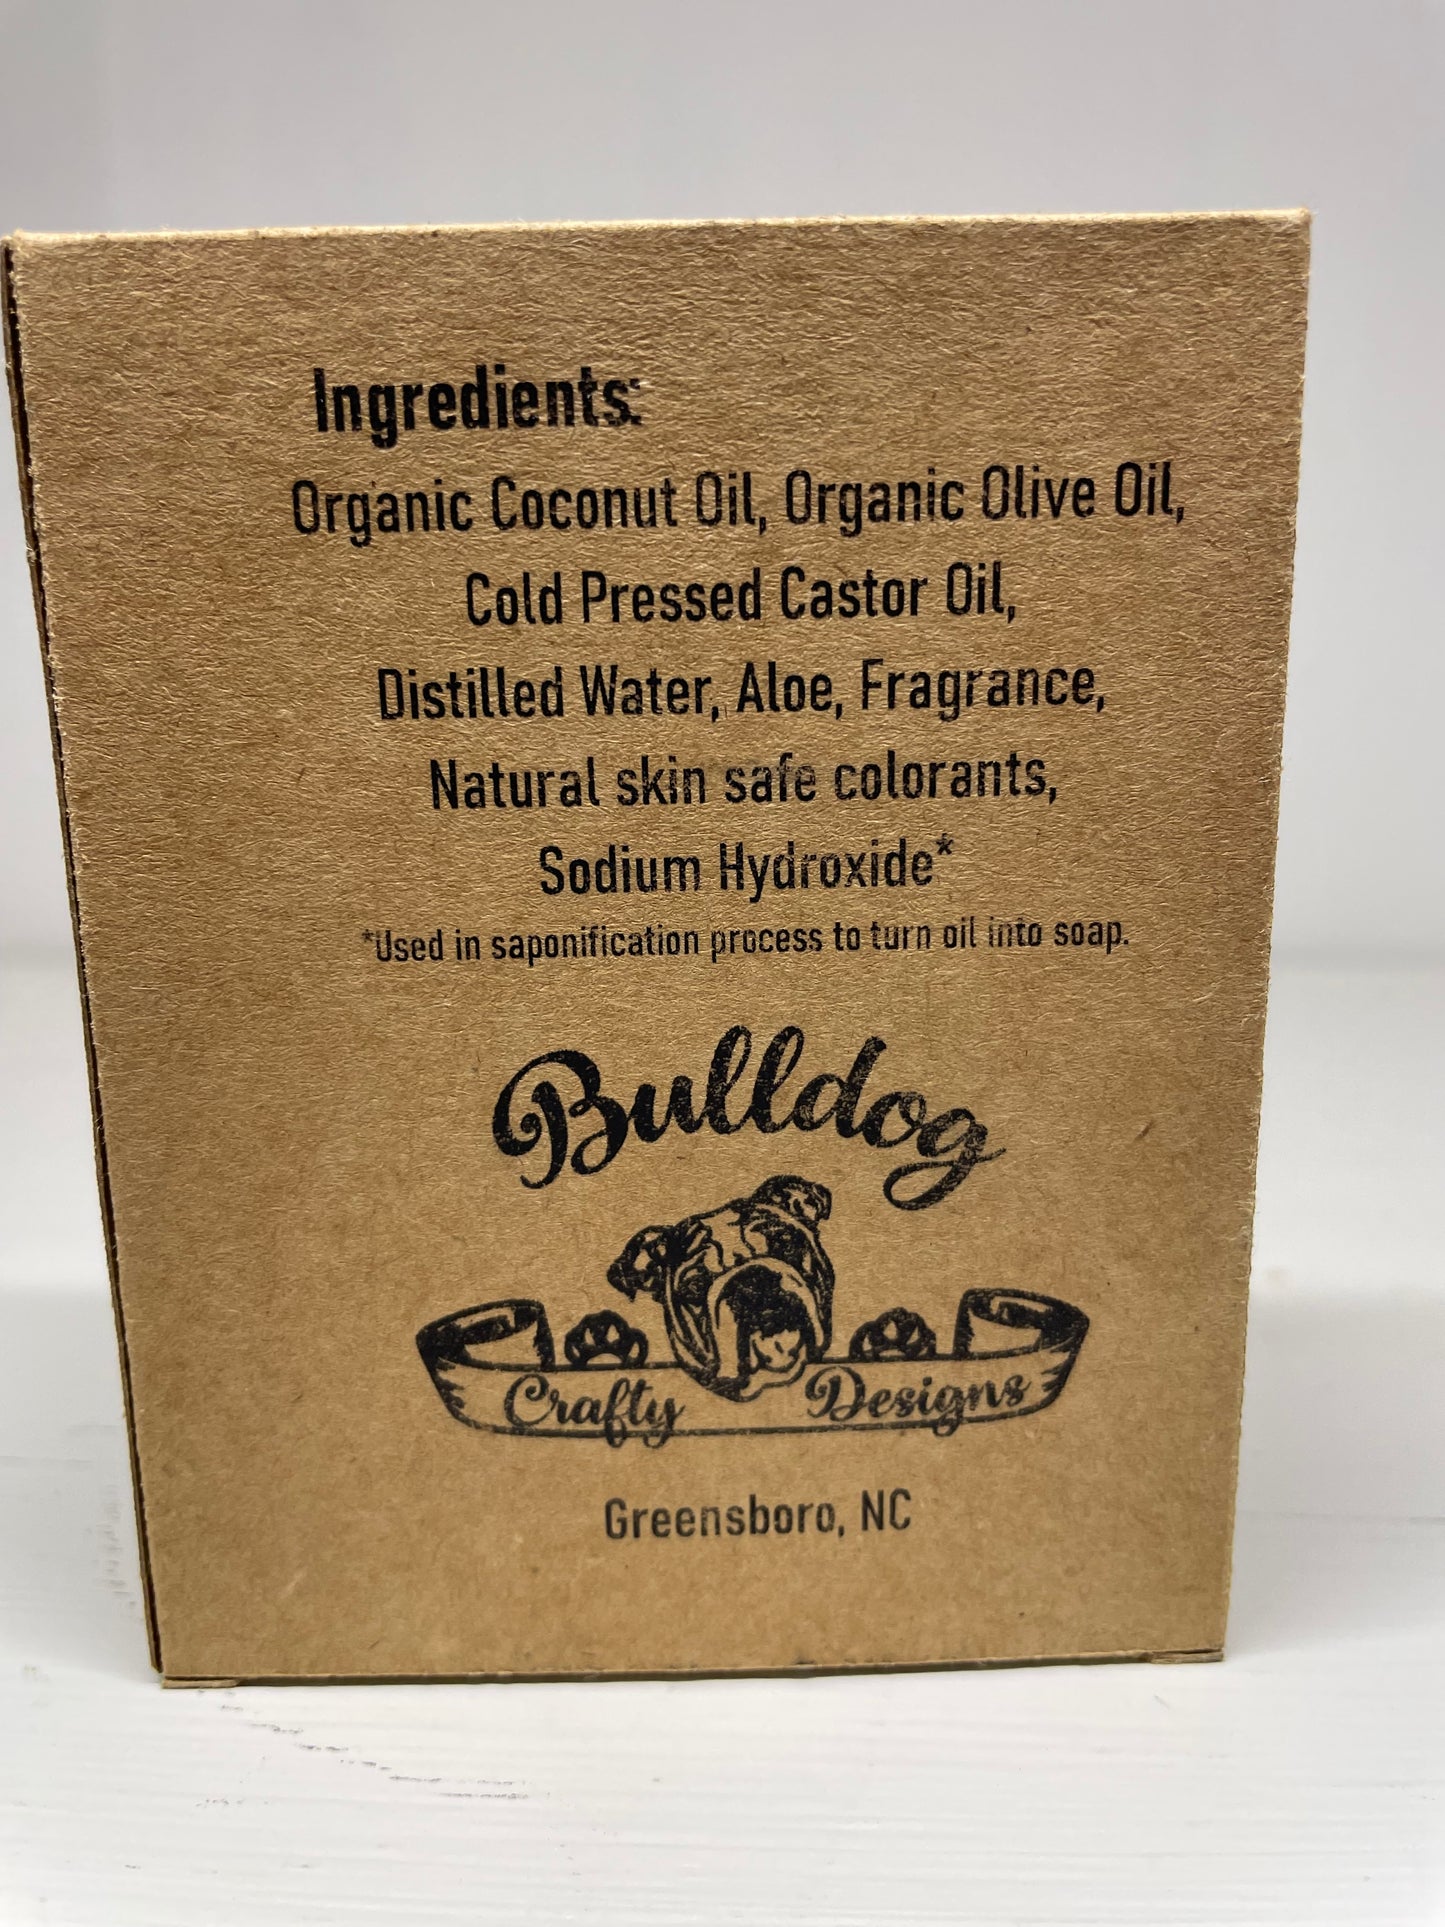 Ingredients:
Organic Coconut Oil, Organic Olive Oil,
Cold Pressed Castor Oil,
Distilled Water, Aloe, Fragrance,
Natural skin safe colorants,
Sodium Hydroxide*
*Used in saponification process to turn oil into soap.
Bulldog
Crafty Designs
Greensboro, NC